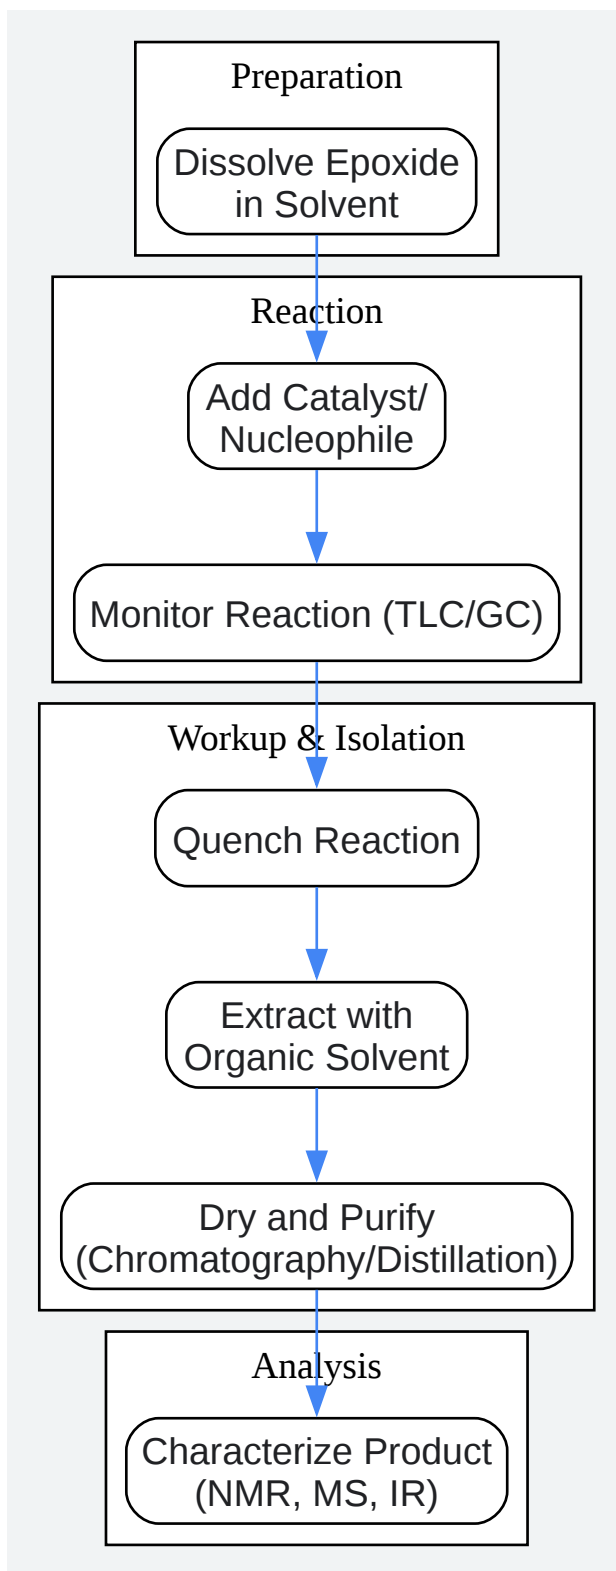 Preparation
Dissolve Epoxide
in Solvent
Reaction
Add Catalyst/
Nucleophile
Monitor Reaction (TLC/GC)
Workup & Isolation
Quench Reaction
Extract with
Organic Solvent
Dry and Purify
(Chromatography/Distillation)
Analysis
Characterize Product
(NMR, MS, IR)